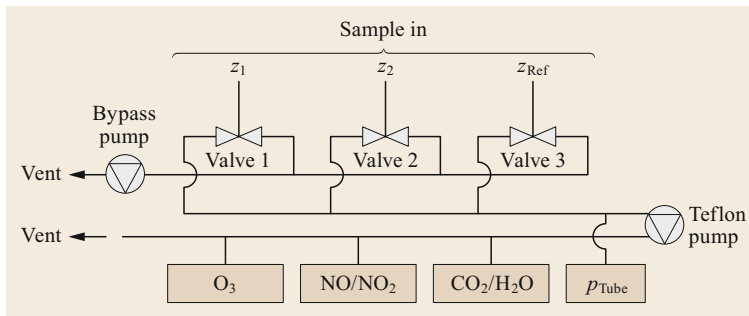 Sample in
z1
z2
zRef
Bypass
pump
Valve 1
Valve 2
Valve 3
Vent
Teflon
pump
Vent
O3
NO/NO2
CO2/H2O
pTube